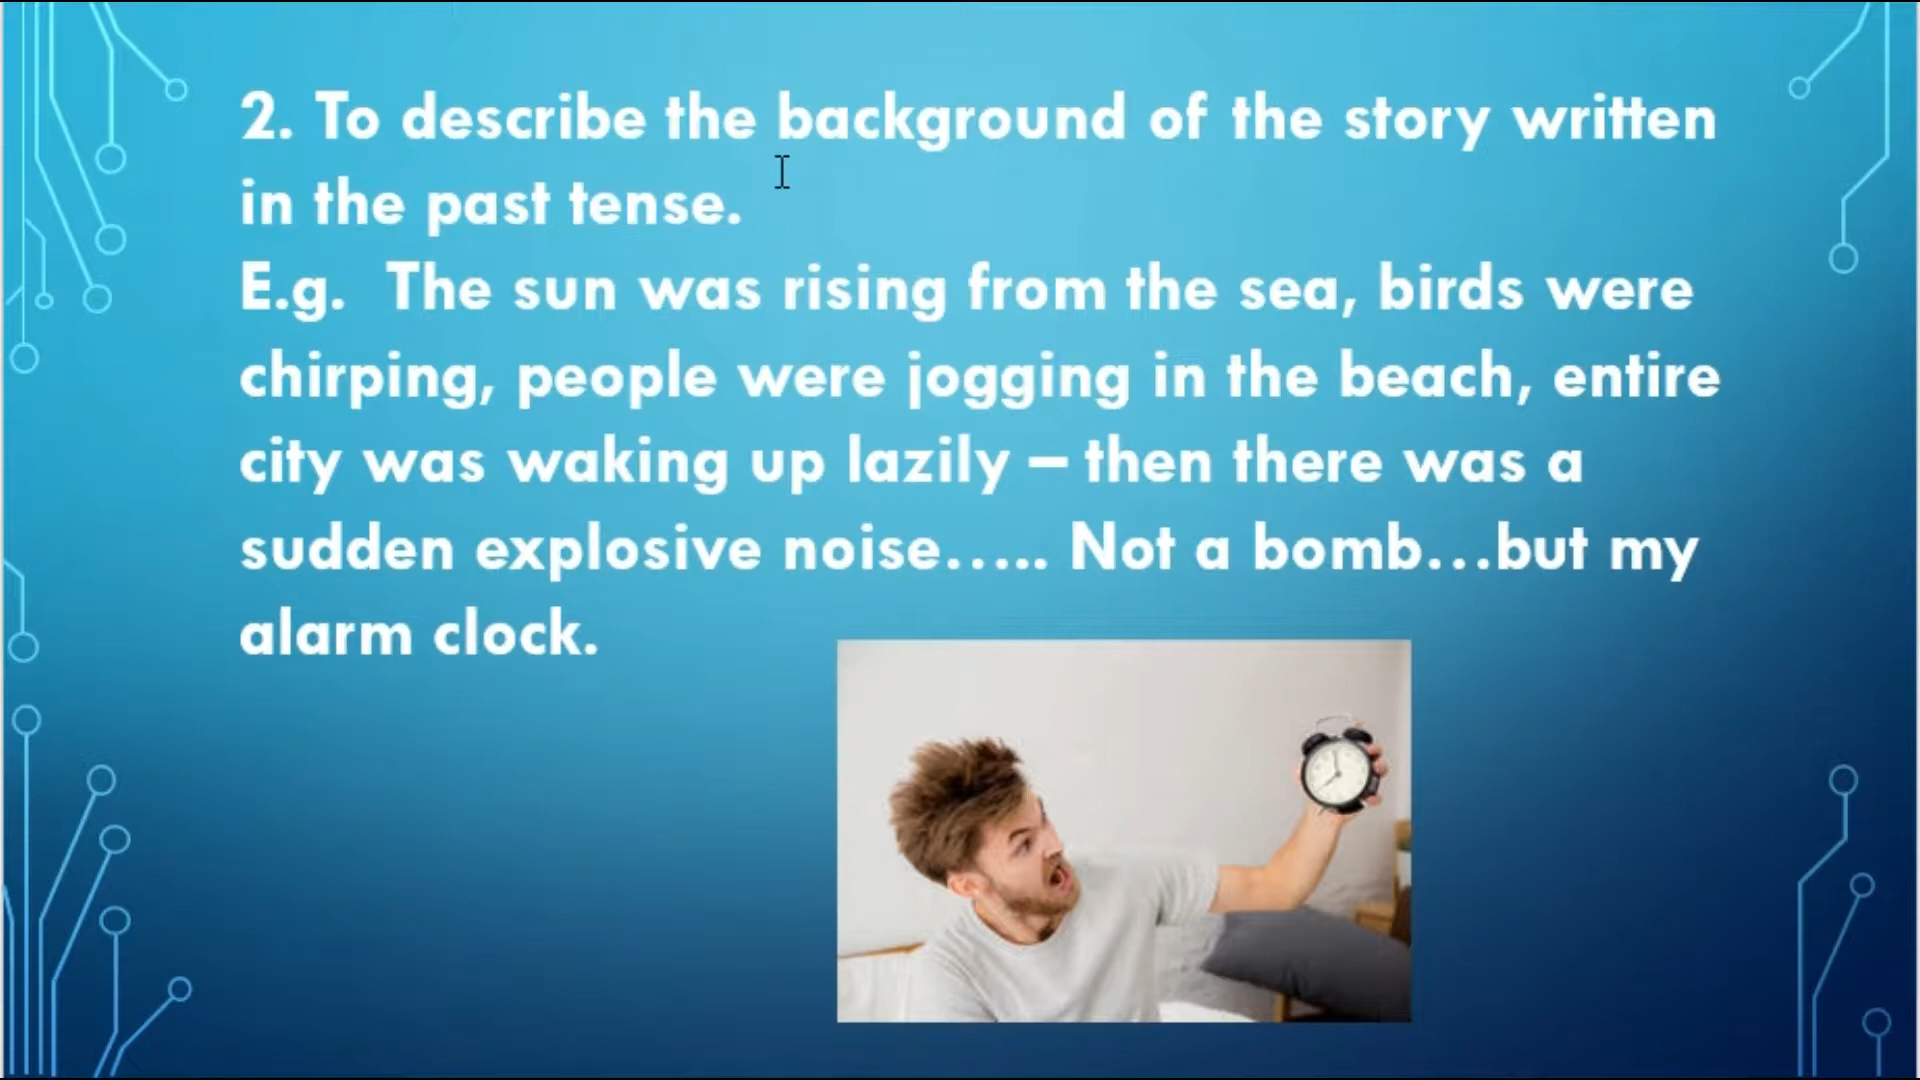 2. To describe the background of the story written
in the past tense.
E.g.  The sun was rising from the sea, birds were
chirping, people were jogging in the beach, entire
city was waking up lazily – then there was a
sudden explosive noise….. Not a bomb…but my
alarm clock.